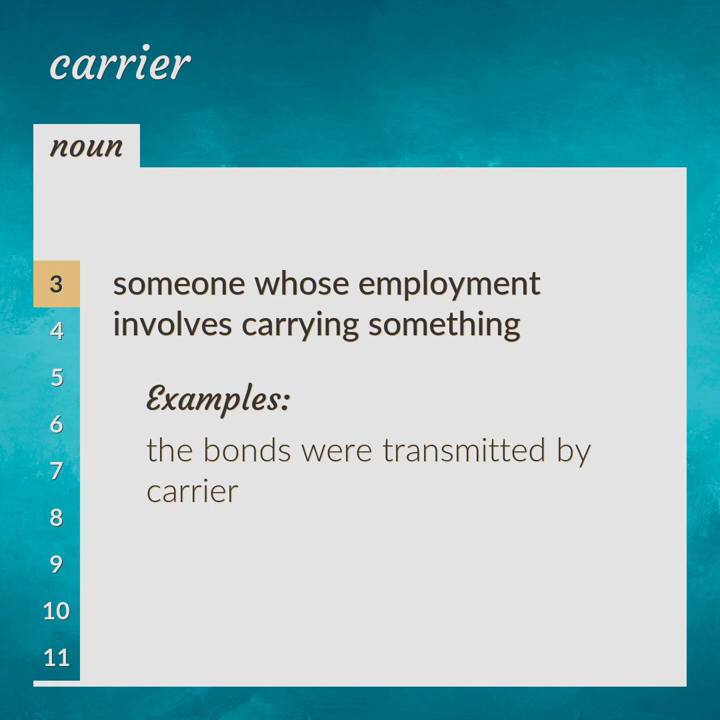 carrier
noun
3
someone whose employment
involves carrying something
4
5
Examples:
the bonds were transmitted by
carrier
6
7
8
9
10
11